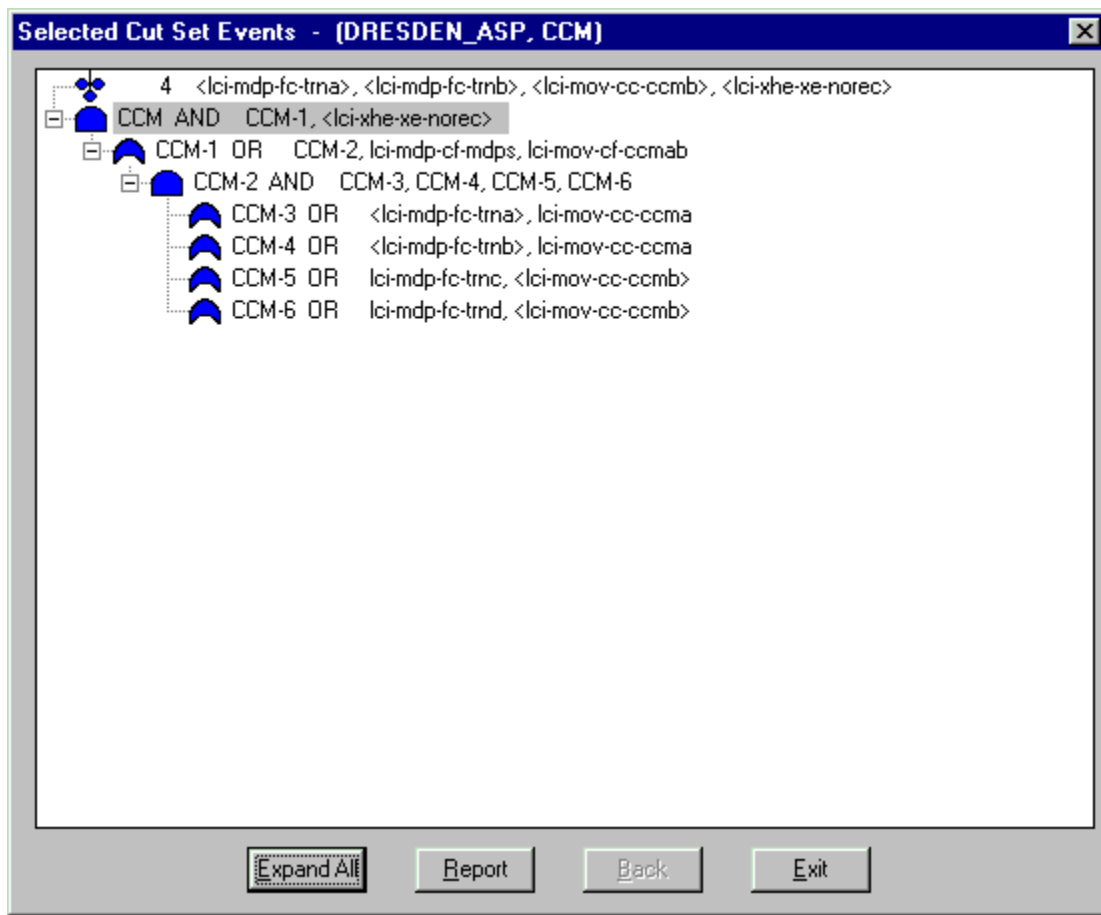 Selected Cut Set Events - (DRESDEN_ASP, CCM)
4 <lci-mdp-fc-trna>, <lci-mdp-fc-trnb>, <lci-mov-cc-ccmb>, <lci-xhe-xe-norec>
CCM AND CCM-1, <lci-xhe-xe-norec>
CCM-1 OR CCM-2, lci-mdp-cf-mdps, lci-mov-cf-ccmab
CCM-2 AND CCM-3, CCM-4, CCM-5, CCM-6
CCM-3 OR <lci-mdp-fc-trna>, lci-mov-cc-ccma
CCM-4 OR <lci-mdp-fc-trnb>, lci-mov-cc-ccma
CCM-5 OR lci-mdp-fc-trnc, <lci-mov-cc-ccmb>
CCM-6 OR lci-mdp-fc-trnd, <lci-mov-cc-ccmb>
Expand All Report Back Exit